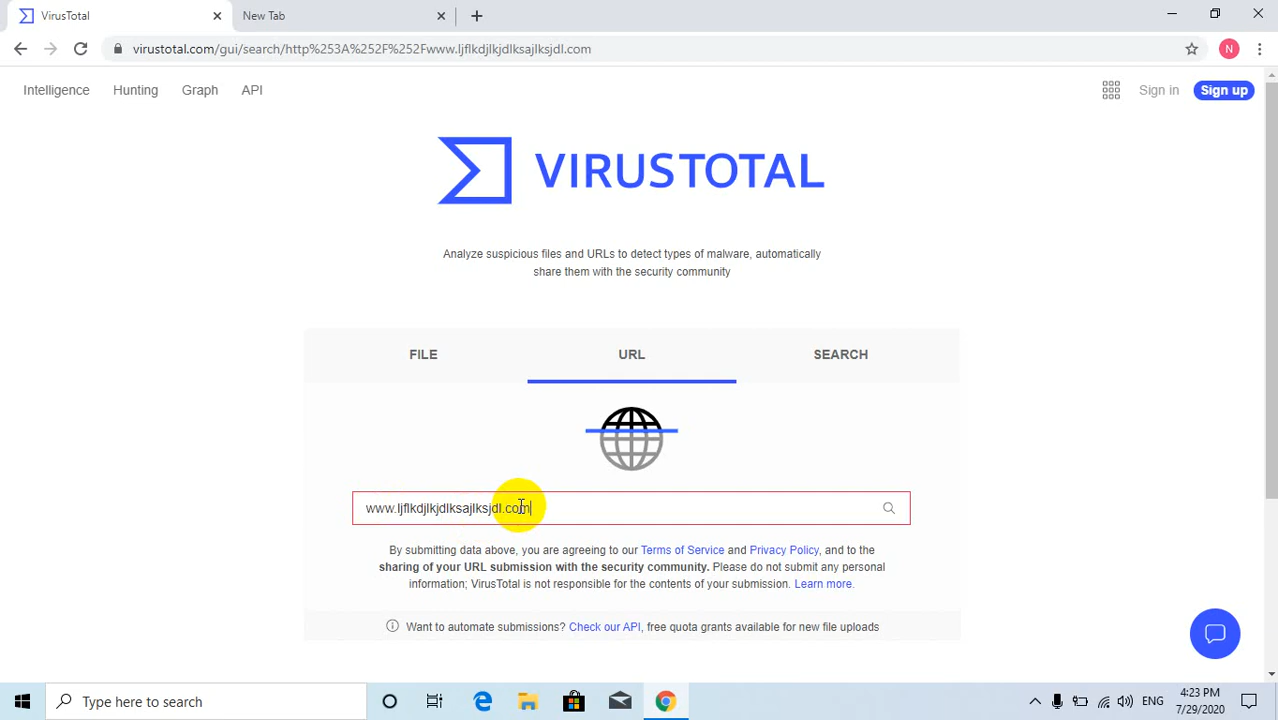 VirusTotal
New Tab
virustotal.com/gui/search/http%253A%252F%252Fwww.ljflkdjlkjdlksajlksjdl.com
N
Intelligence Hunting Graph API
Sign in Sign up
VIRUSTOTAL
Analyze suspicious files and URLs to detect types of malware, automatically
share them with the security community
FILE URL SEARCH
www.ljflkdjlkjdlksajlksjdl.com
By submitting data above, you are agreeing to our Terms of Service and Privacy Policy, and to the
sharing of your URL submission with the security community. Please do not submit any personal
information; VirusTotal is not responsible for the contents of your submission. Learn more.
Want to automate submissions? Check our API, free quota grants available for new file uploads
Type here to search
ENG
4:23 PM
7/29/2020